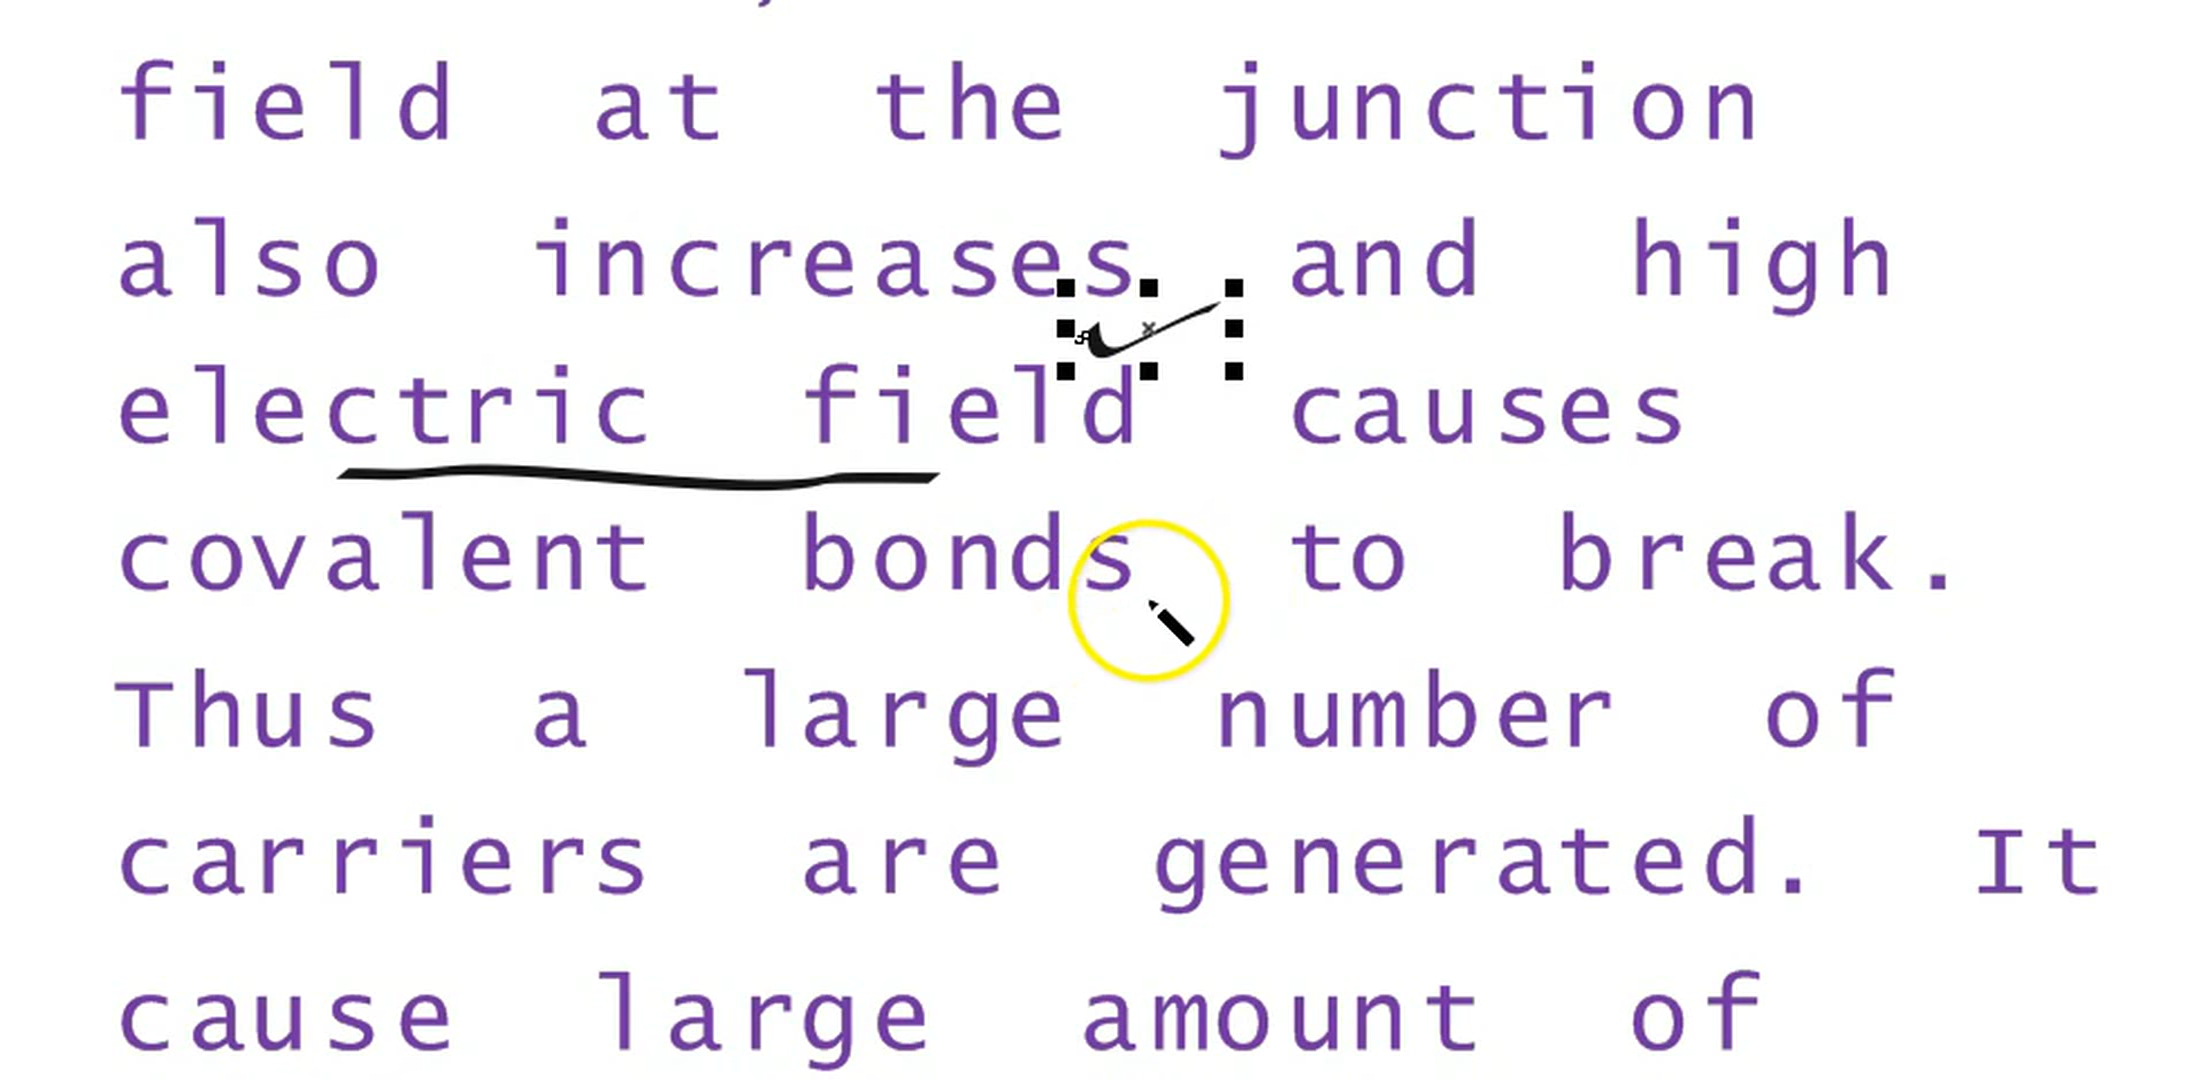 field at the junction
also increases and high
electric field causes
covalent bonds to break.
Thus a large number of
carriers are generated. It
cause large amount of